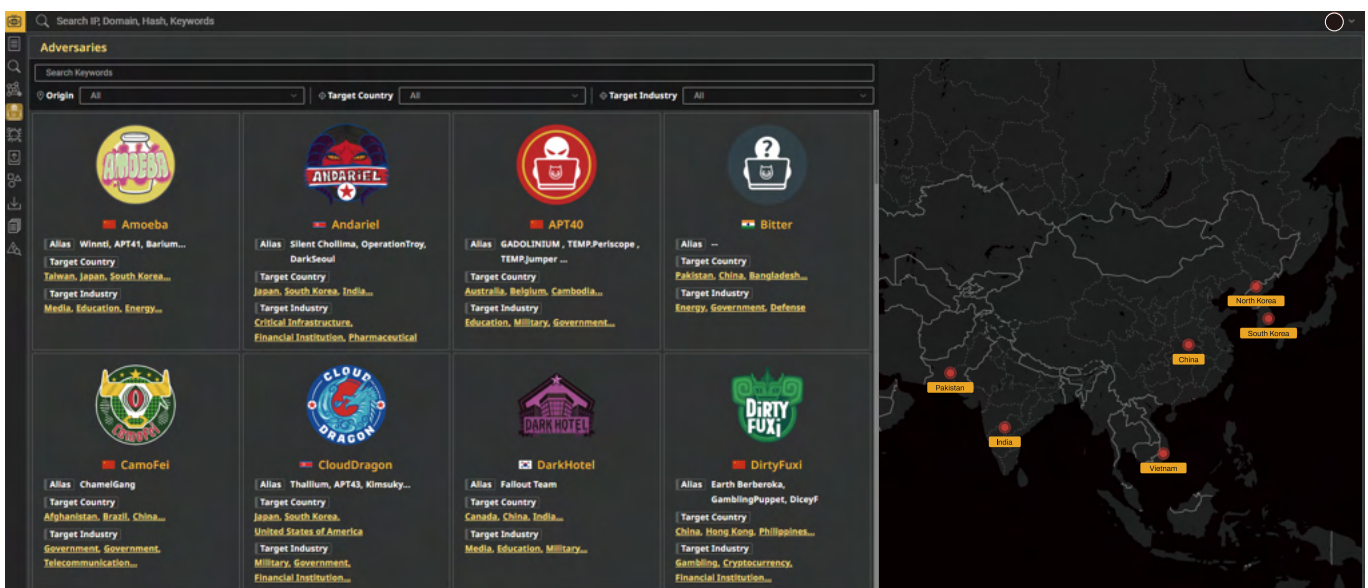 Search IP, Domain, Hash, Keywords
Adversaries
Search Keywords
Origin All Target Country All Target Industry All
AMOEBA
Amoeba
Alias Winnti, APT41, Barium...
Target Country
Taiwan, Japan, South Korea...
Target Industry
Media, Education, Energy...
ANDARIEL
Andariel
Alias Silent Chollima, OperationTroy,
DarkSeoul
Target Country
Japan, South Korea, India...
Target Industry
Critical Infrastructure,
Financial Institution, Pharmaceutical
APT40
Alias GADOLINIUM , TEMP.Periscope ,
TEMP.Jumper ...
Target Country
Australia, Belgium, Cambodia...
Target Industry
Education, Military, Government...
?
Bitter
Alias --
Target Country
Pakistan, China, Bangladesh...
Target Industry
Energy, Government, Defense
CamoFei
CamoFei
Alias ChamelGang
Target Country
Afghanistan, Brazil, China...
Target Industry
Government, Government,
Telecommunication...
CLOUD
DRAGON
CloudDragon
Alias Thallium, APT43, Kimsuky...
Target Country
Japan, South Korea,
United States of America
Target Industry
Military, Government,
Financial Institution...
DARK HOTEL
DarkHotel
Alias Fallout Team
Target Country
Canada, China, India...
Target Industry
Media, Education, Military...
DiRTY
FUXi
DirtyFuxi
Alias Earth Berberoka,
GamblingPuppet, DiceyF
Target Country
China, Hong Kong, Philippines...
Target Industry
Gambling, Cryptocurrency,
Financial Institution...
North Korea
South Korea
China
Pakistan
India
Vietnam